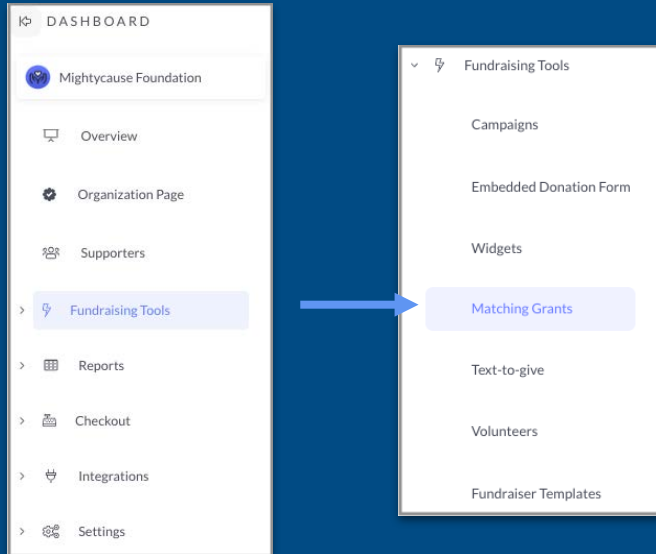 DASHBOARD
Mightycause Foundation
Overview
Organization Page
Supporters
Fundraising Tools
Reports
Checkout
Integrations
Settings
Fundraising Tools
Campaigns
Embedded Donation Form
Widgets
Matching Grants
Text-to-give
Volunteers
Fundraiser Templates